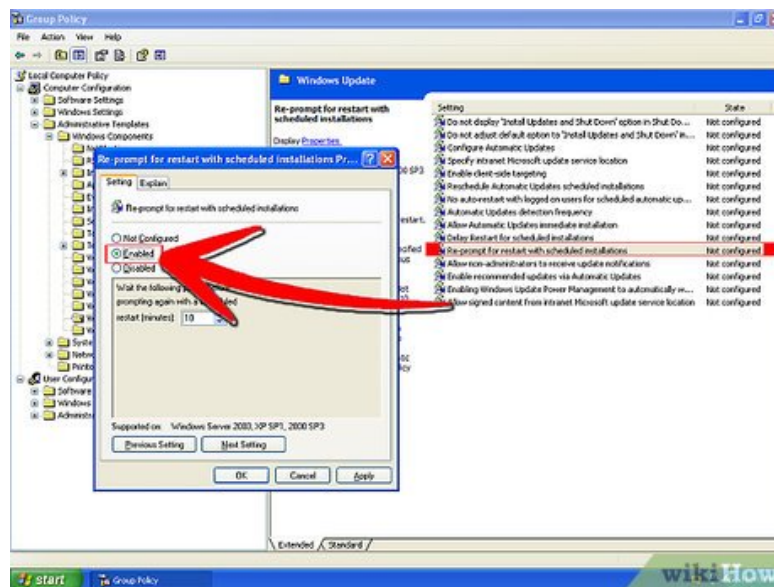 Group Policy
File Action View Help
Local Computer Policy
Computer Configuration
Software Settings
Windows Settings
Administrative Templates
Windows Components
Syste
Netw
Printe
User Configur
Software
Windows
Administr
Windows Update
Re-prompt for restart with
scheduled installations
Display Properties
Setting State
Do not display 'Install Updates and Shut Down' option in Shut Do... Not configured
Do not adjust default option to 'Install Updates and Shut Down' in... Not configured
Configure Automatic Updates Not configured
Specify intranet Microsoft update service location Not configured
Enable client-side targeting Not configured
Reschedule Automatic Updates scheduled installations Not configured
No auto-restart with logged on users for scheduled automatic up... Not configured
Automatic Updates detection frequency Not configured
Allow Automatic Updates immediate installation Not configured
Delay Restart for scheduled installations Not configured
Re-prompt for restart with scheduled installations Not configured
Allow non-administrators to receive update notifications Not configured
Enable recommended updates via Automatic Updates Not configured
Enabling Windows Update Power Management to automatically w... Not configured
Allow signed content from intranet Microsoft update service location Not configured
Re-prompt for restart with scheduled installations Pr...
Setting Explain
Re-prompt for restart with scheduled installations
Not Configured
Enabled
Disabled
Wait the following
prompting again with a scheduled
restart (minutes): 10
Supported on: Windows Server 2003, XP SP1, 2000 SP3
Previous Setting Next Setting
OK Cancel Apply
Extended Standard
start Group Policy
wikiHow